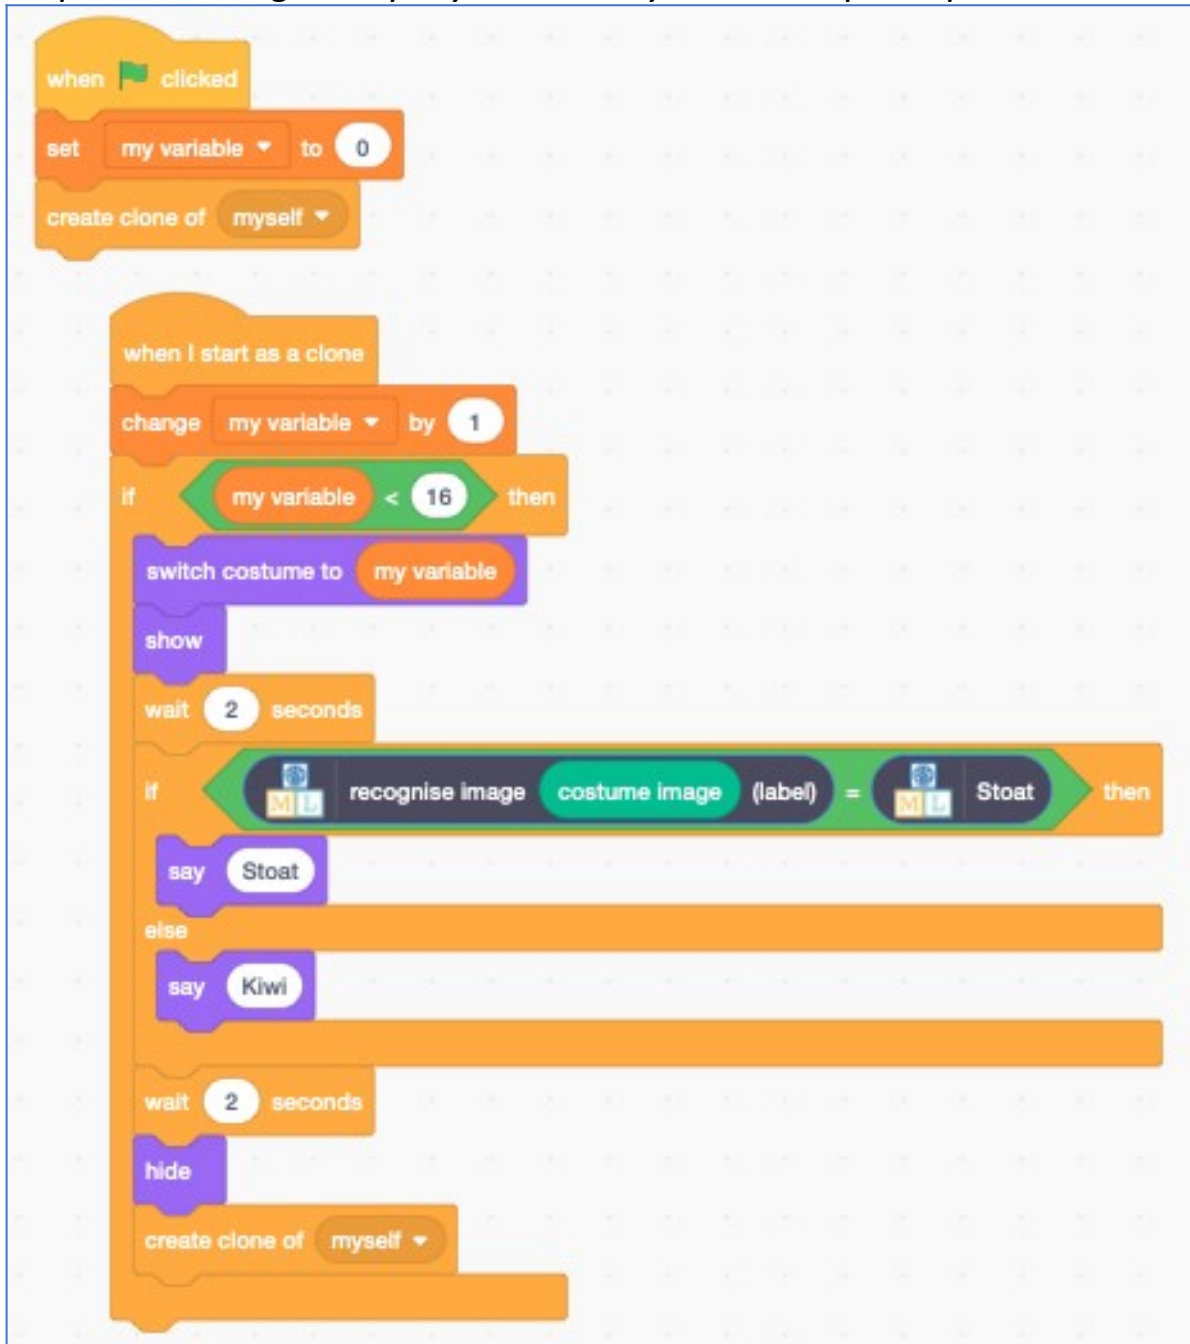 when clicked
set my variable to 0
create clone of myself
when I start as a clone
change my variable by 1
if my variable < 16 then
switch costume to my variable
show
wait 2 seconds
if ML recognise image costume image (label) = ML Stoat then
say Stoat
else
say Kiwi
wait 2 seconds
hide
create clone of myself